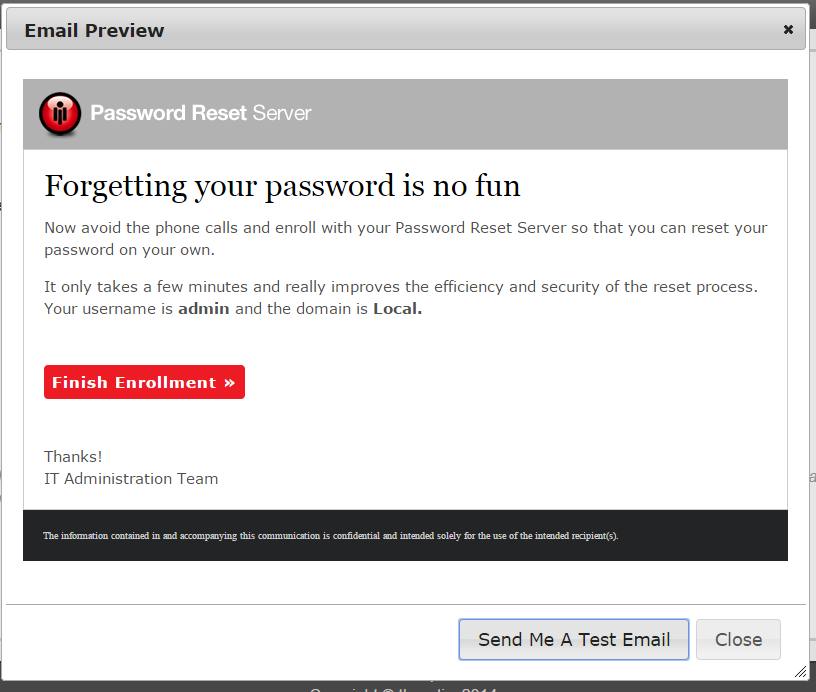 Email Preview
Password Reset Server
Forgetting your password is no fun
Now avoid the phone calls and enroll with your Password Reset Server so that you can reset your
password on your own.
It only takes a few minutes and really improves the efficiency and security of the reset process.
Your username is admin and the domain is Local.
Finish Enrollment »
Thanks!
IT Administration Team
The information contained in and accompanying this communication is confidential and intended solely for the use of the intended recipient(s).
Send Me A Test Email
Close